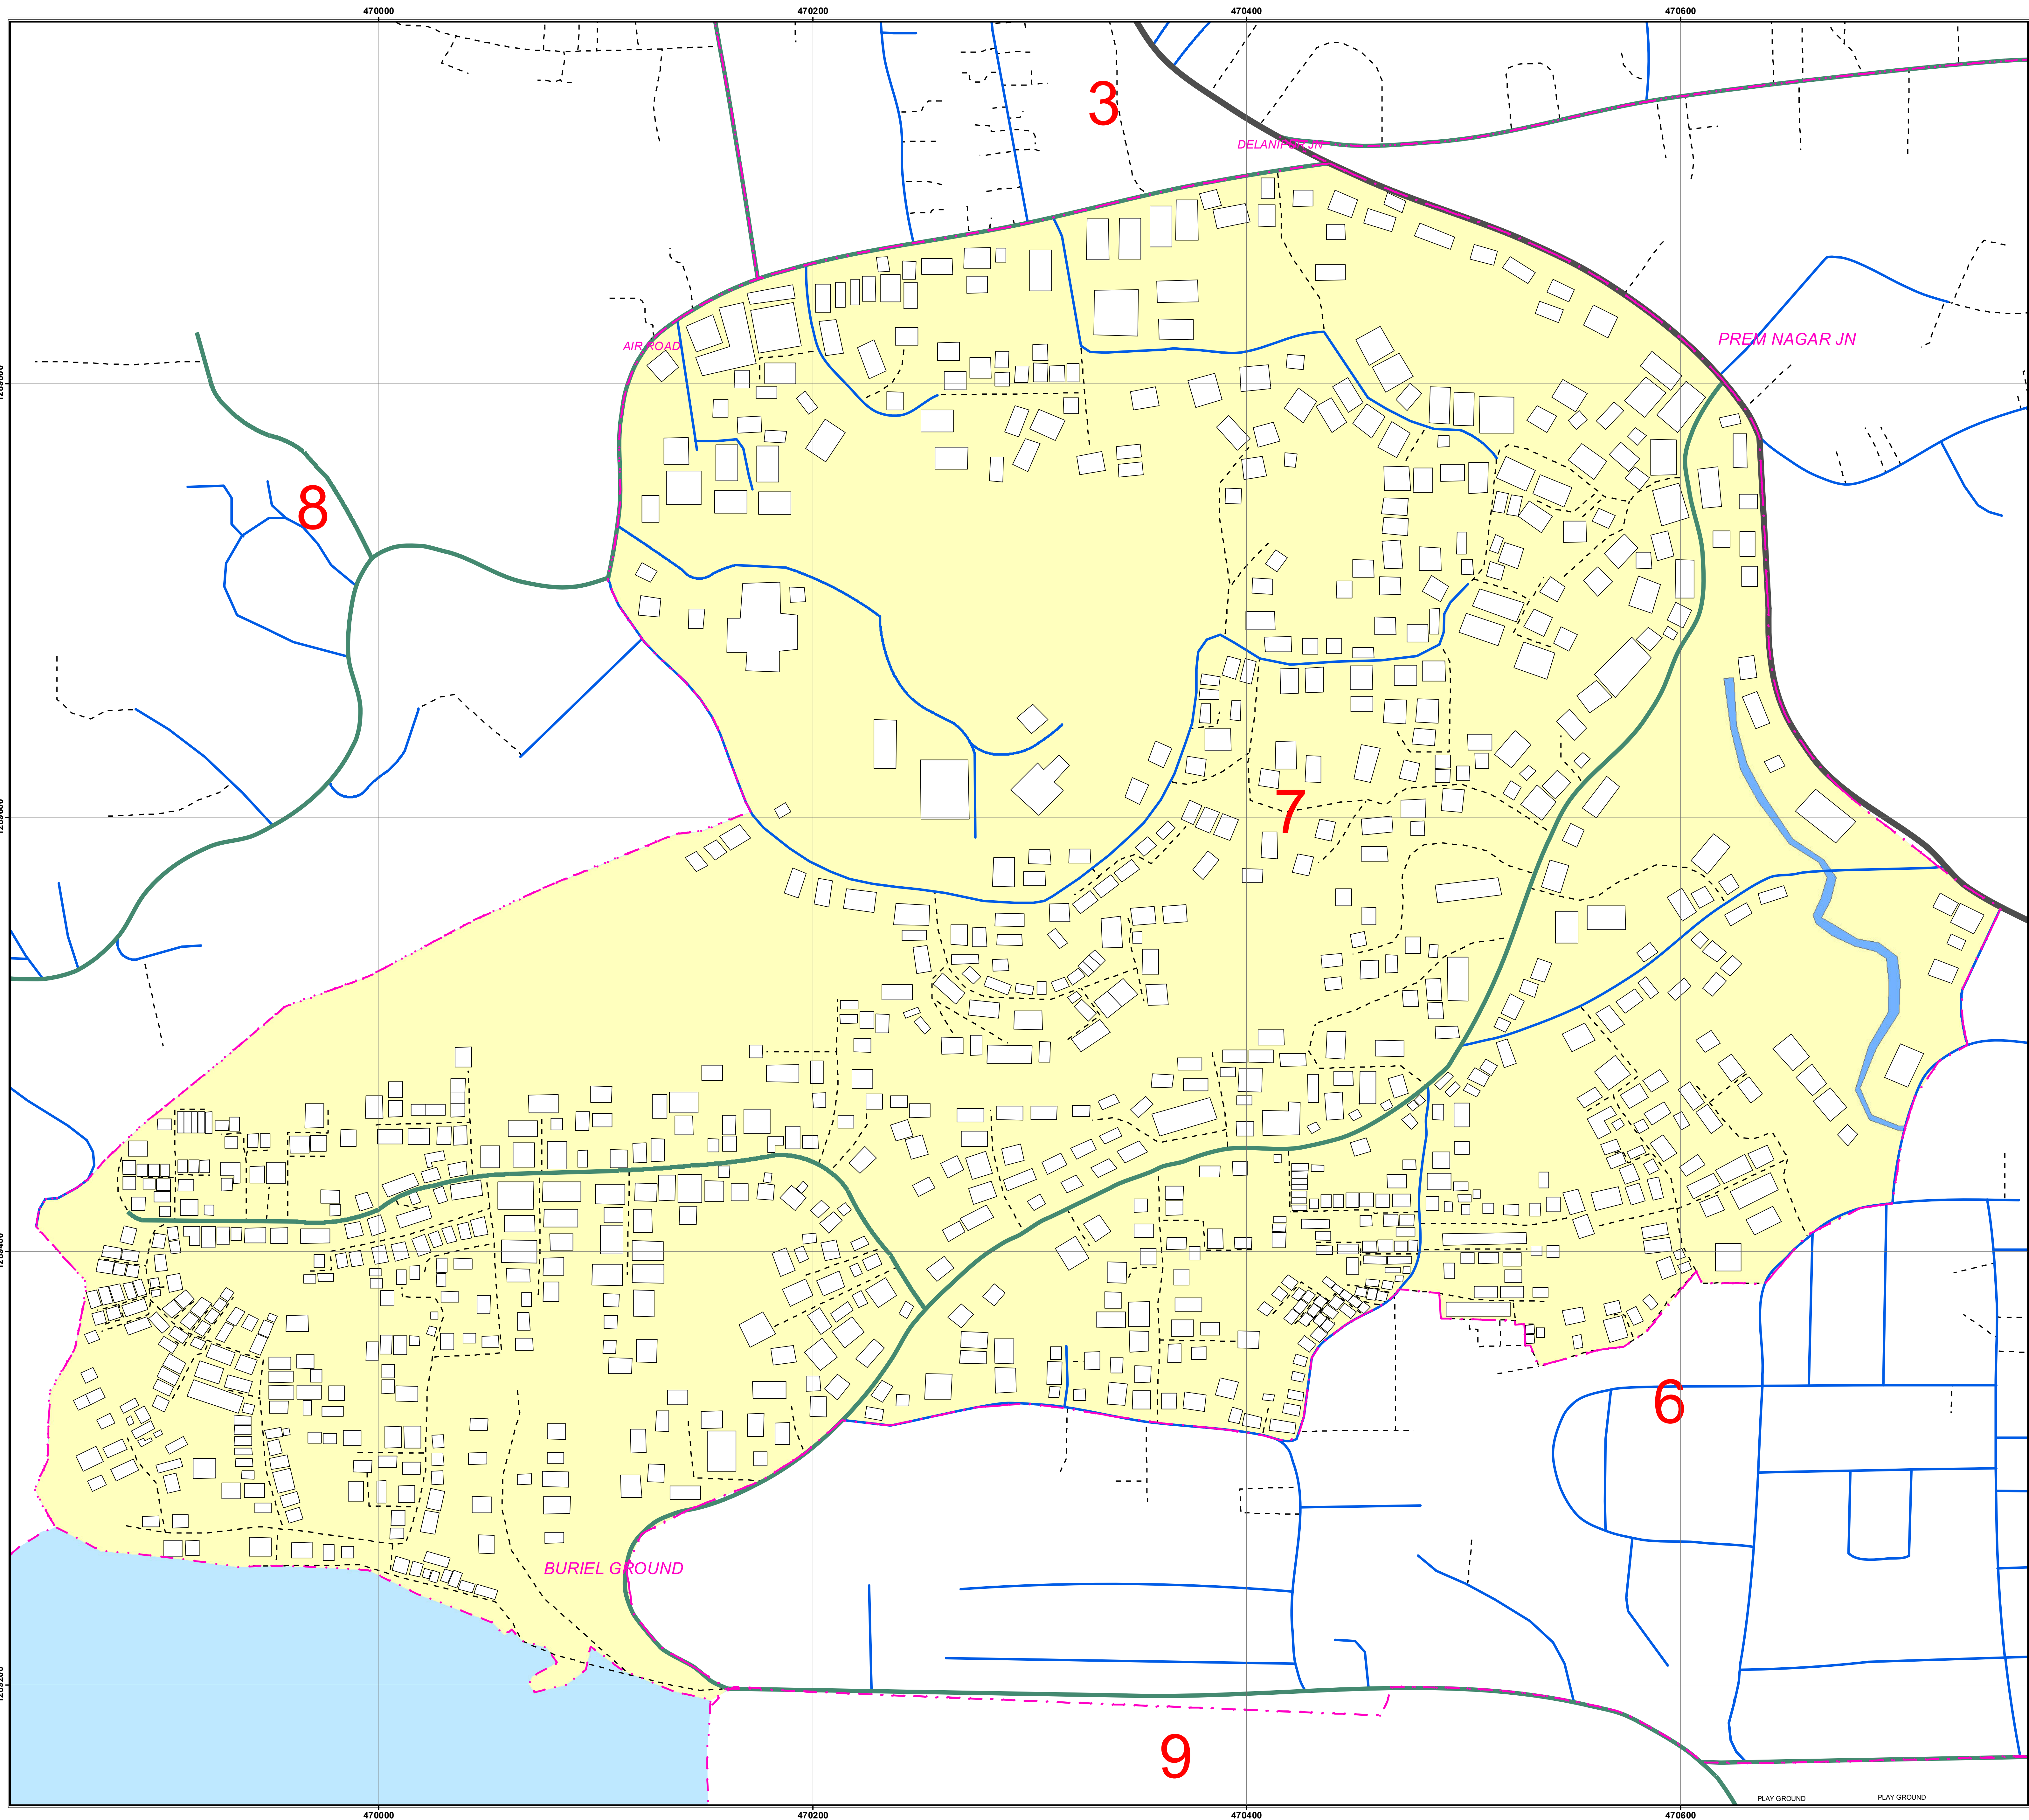 470000 470200 470400 470600
3
DELANIPUR JN
PREM NAGAR JN
AIR ROAD
8
7
6
BURIEL GROUND
9
PLAY GROUND PLAY GROUND
470000 470200 470400 470600